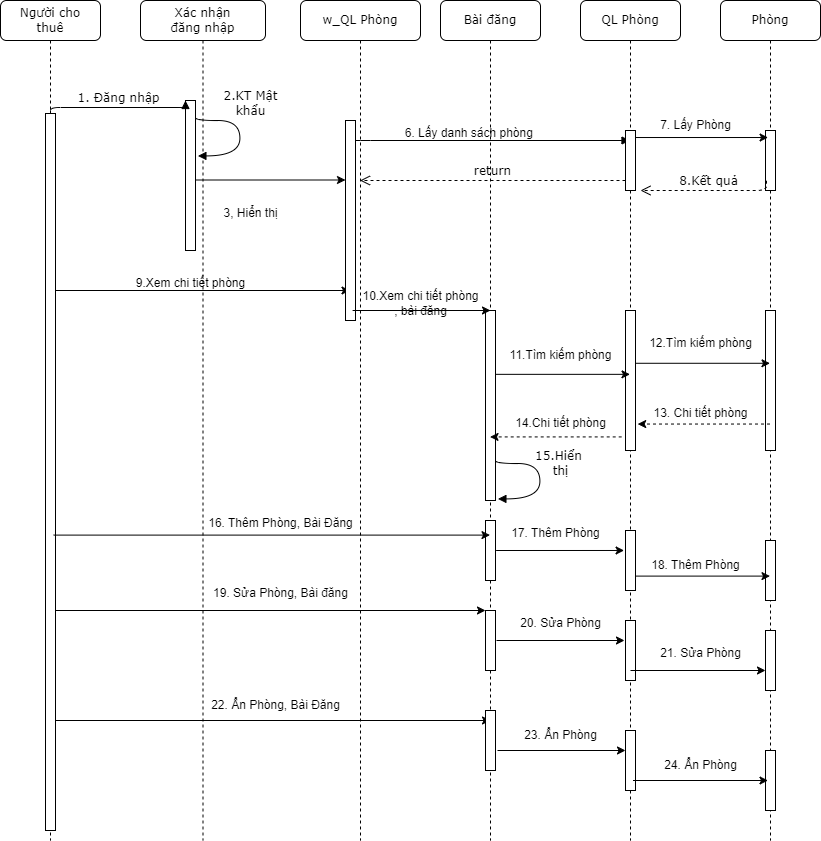 Người cho
thuê
Xác nhận
đăng nhập
w_QL Phòng
Bài đăng
QL Phòng
Phòng
1. Đăng nhập
2.KT Mật
khẩu
6. Lấy danh sách phòng
7. Lấy Phòng
return
8.Kết quả
3, Hiển thị
9.Xem chi tiết phòng
10.Xem chi tiết phòng
, bài đăng
11.Tìm kiếm phòng
12.Tìm kiếm phòng
13. Chi tiết phòng
14.Chi tiết phòng
15.Hiển
thị
16. Thêm Phòng, Bài Đăng
17. Thêm Phòng
18. Thêm Phòng
19. Sửa Phòng, Bài đăng
20. Sửa Phòng
21. Sửa Phòng
22. Ẩn Phòng, Bài Đăng
23. Ẩn Phòng
24. Ẩn Phòng